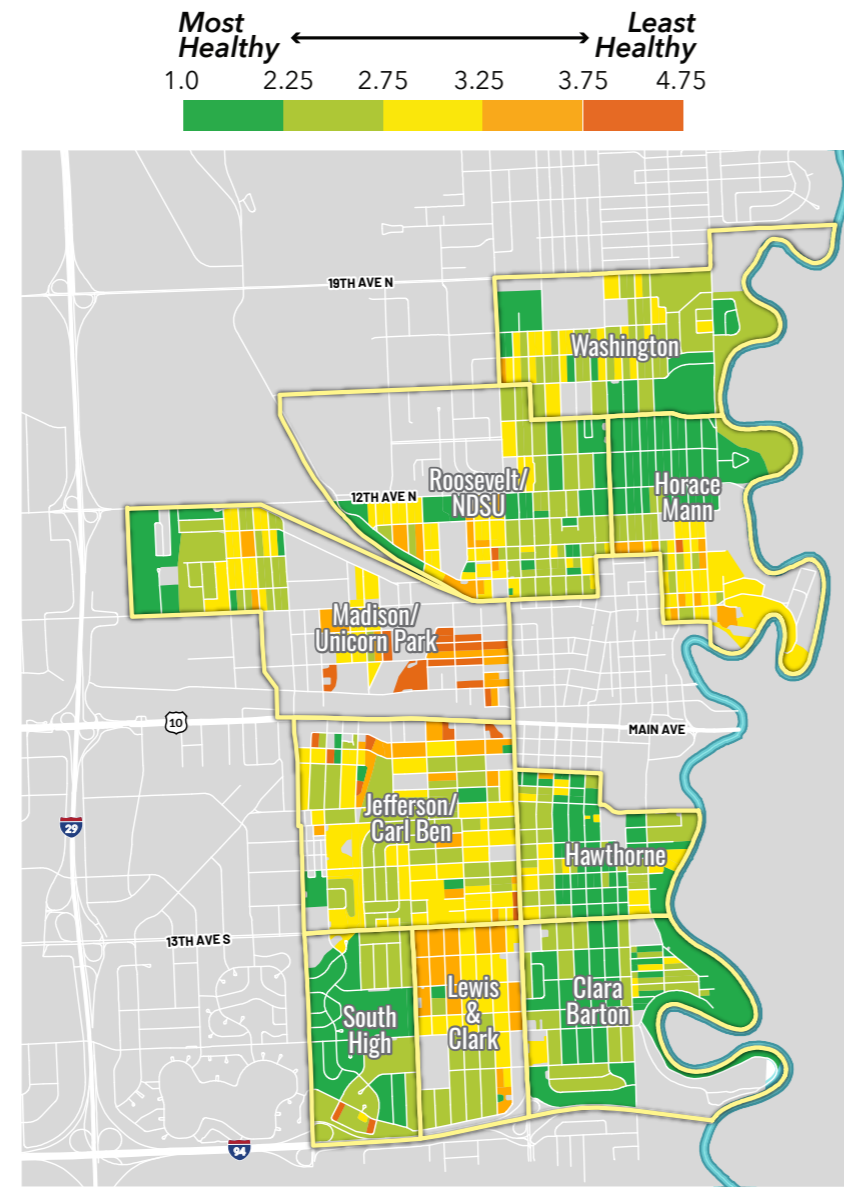 Most Healthy
Least Healthy
1.0 2.25 2.75 3.25 3.75 4.75
19TH AVE N
Washington
Roosevelt/
NDSU
12TH AVE N
Horace
Mann
Madison/
Unicorn Park
10
MAIN AVE
Jefferson/
Carl Ben
29
Hawthorne
13TH AVE S
Lewis
&
Clark
Clara
Barton
South
High
94